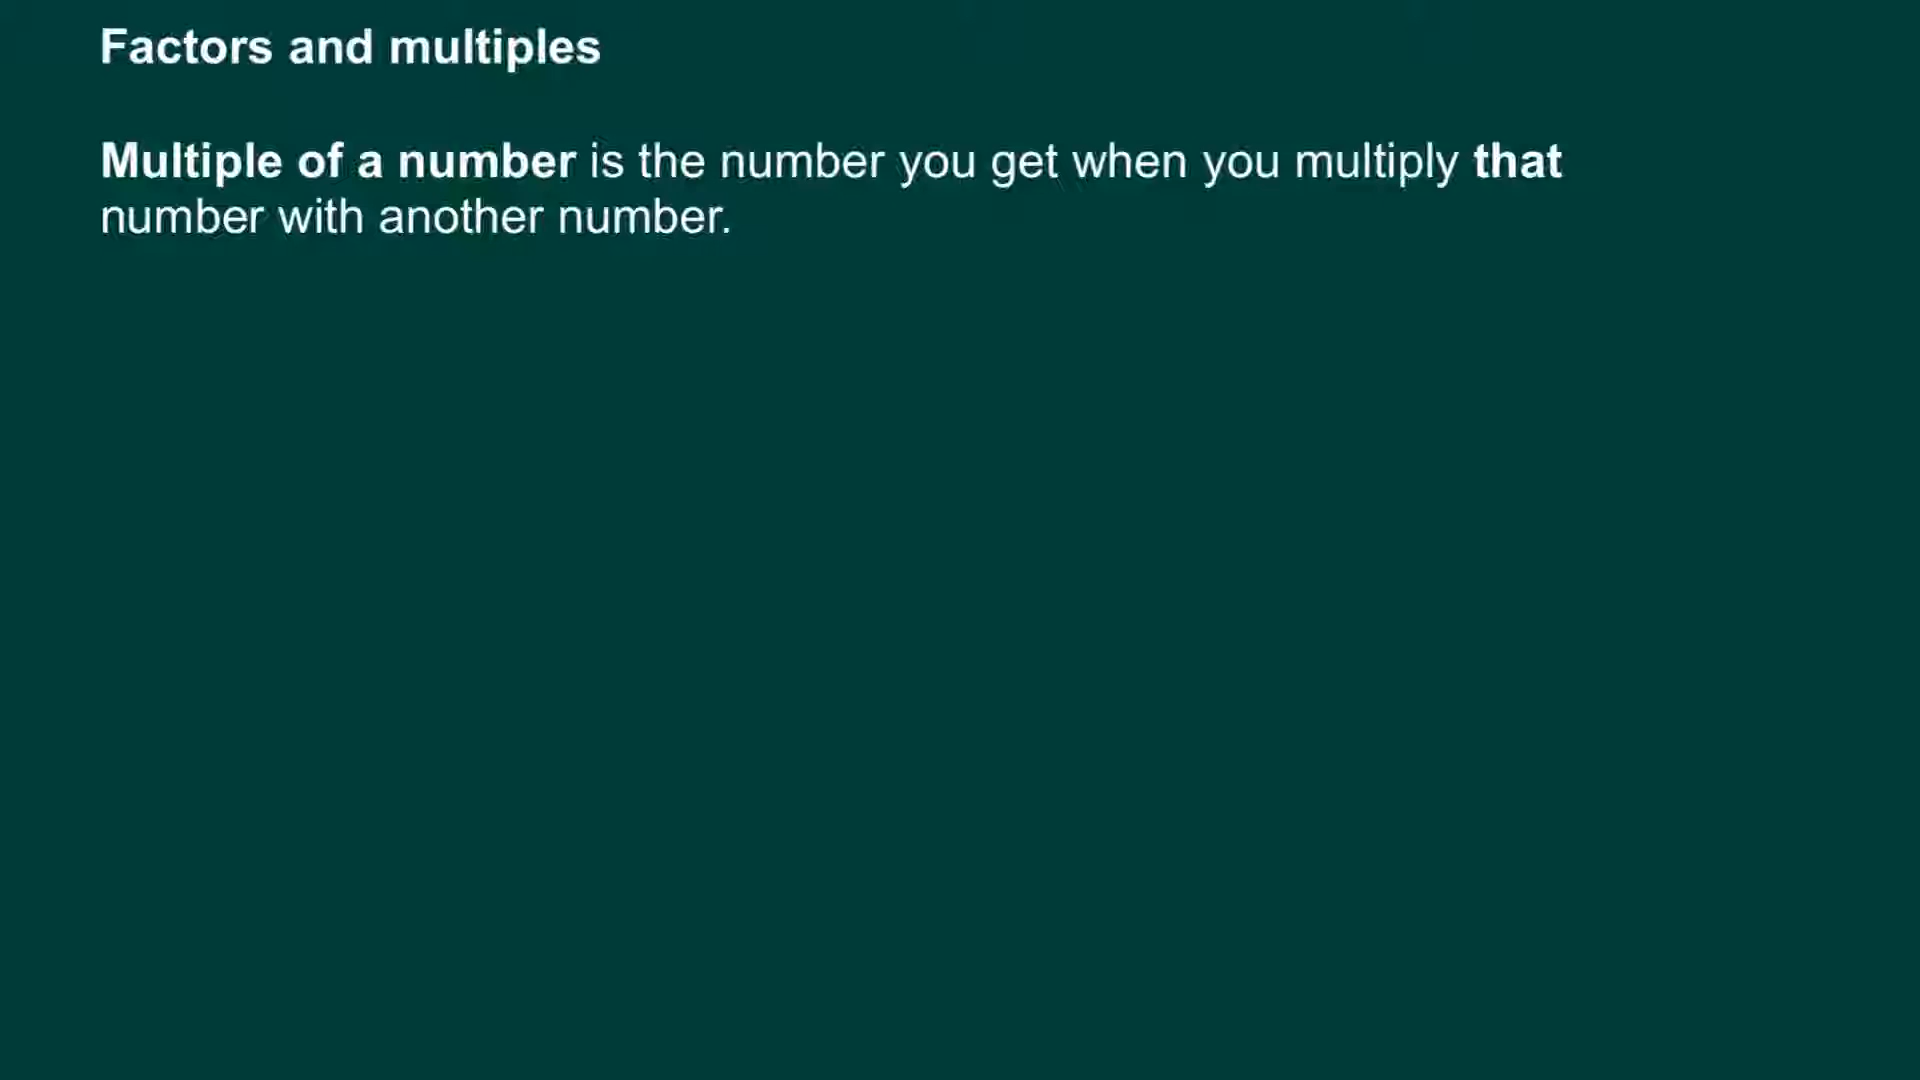 Factors and multiples
Multiple of a number is the number you get when you multiply that
number with another number.